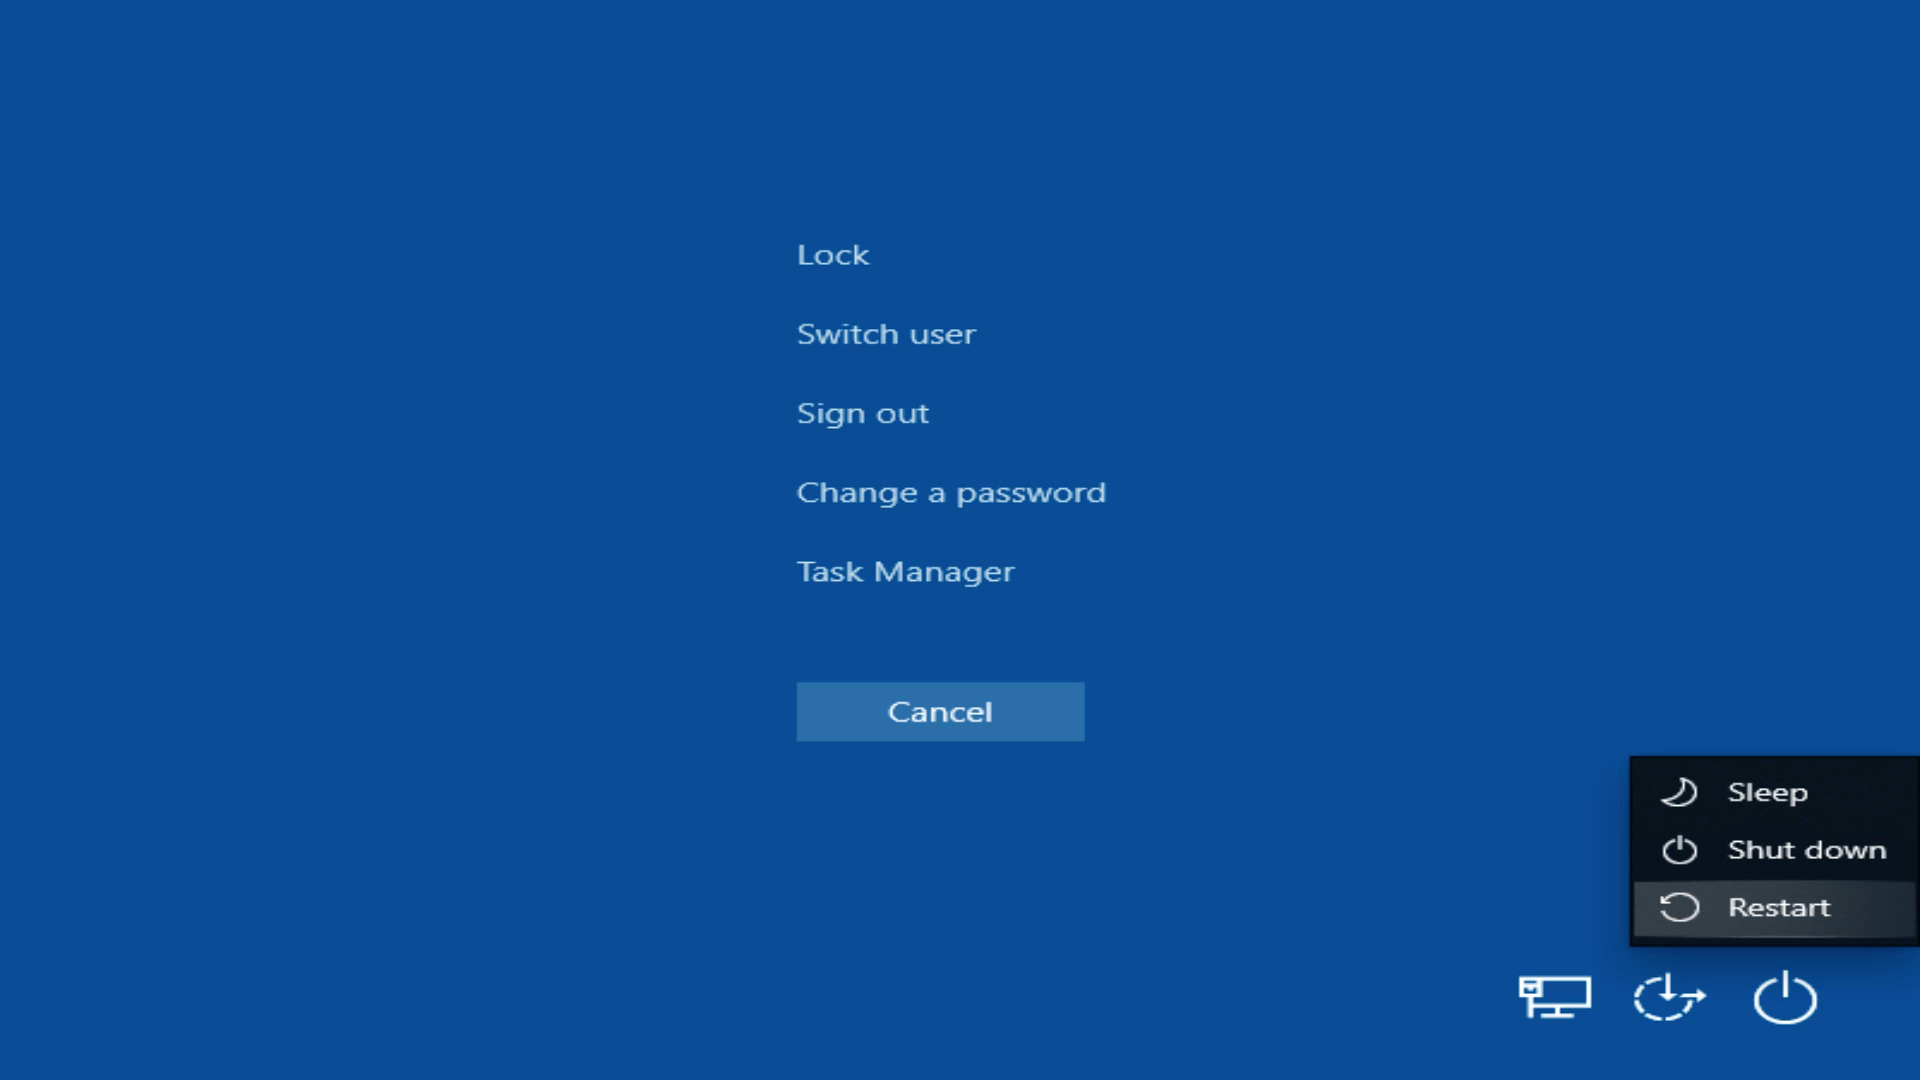 Lock
Switch user
Sign out
Change a password
Task Manager
Cancel
Sleep
Shut down
Restart